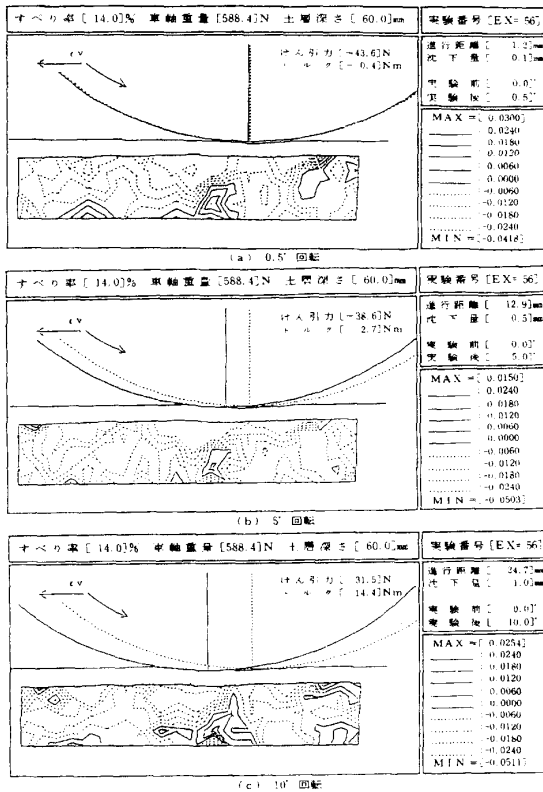 すべり率[ 14.0]% 車軸重量[588.4]N 土層深さ[ 60.0]mm
実験番号[EX= 56]
εV
けん引力[-43.6]N
トルク[- 0.4]Nm
進行距離[ 1.2]mm
沈下量[ 0.1]mm
実験前[ 0.0]°
実験後[ 0.5]°
MAX =[ 0.0300]
0.0240
0.0180
0.0120
0.0060
0.0000
-0.0060
-0.0120
-0.0180
-0.0240
MIN =[-0.0418]
(a) 0.5° 回転
すべり率[ 14.0]% 車軸重量[588.4]N 土層深さ[ 60.0]mm
実験番号[EX= 56]
εV
けん引力[-38.6]N
トルク[ 2.7]Nm
進行距離[ 12.9]mm
沈下量[ 0.5]mm
実験前[ 0.0]°
実験後[ 5.0]°
MAX =[ 0.0150]
0.0240
0.0180
0.0120
0.0060
0.0000
-0.0060
-0.0120
-0.0180
-0.0240
MIN =[-0.0503]
(b) 5° 回転
すべり率[ 14.0]% 車軸重量[588.4]N 土層深さ[ 60.0]mm
実験番号[EX= 56]
εV
けん引力[ 31.5]N
トルク[ 14.4]Nm
進行距離[ 24.7]mm
沈下量[ 1.0]mm
実験前[ 0.0]°
実験後[ 10.0]°
MAX =[ 0.0254]
0.0240
0.0180
0.0120
0.0060
0.0000
-0.0060
-0.0120
-0.0180
-0.0240
MIN =[-0.0511]
(c) 10° 回転